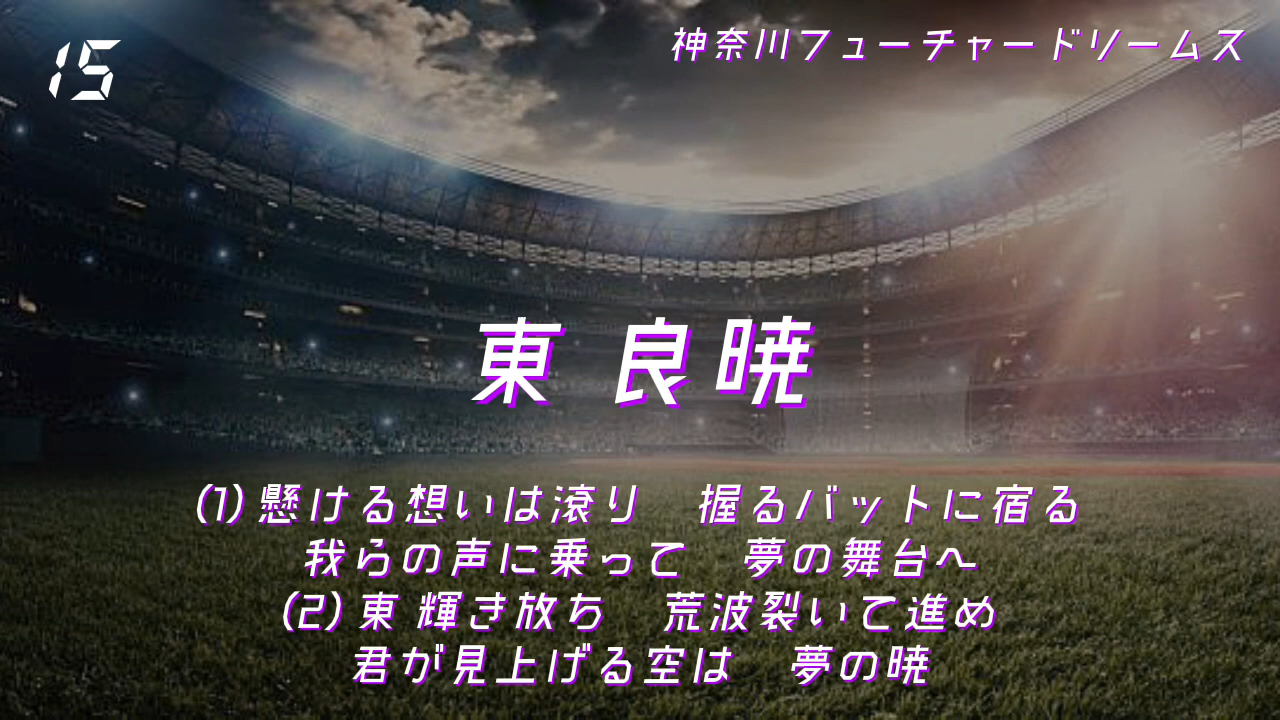 15
神奈川フューチャードリームス
東 良暁
(1)懸ける想いは滾り　握るバットに宿る
我らの声に乗って　夢の舞台へ
(2)東 輝き放ち　荒波裂いて進め
君が見上げる空は　夢の暁